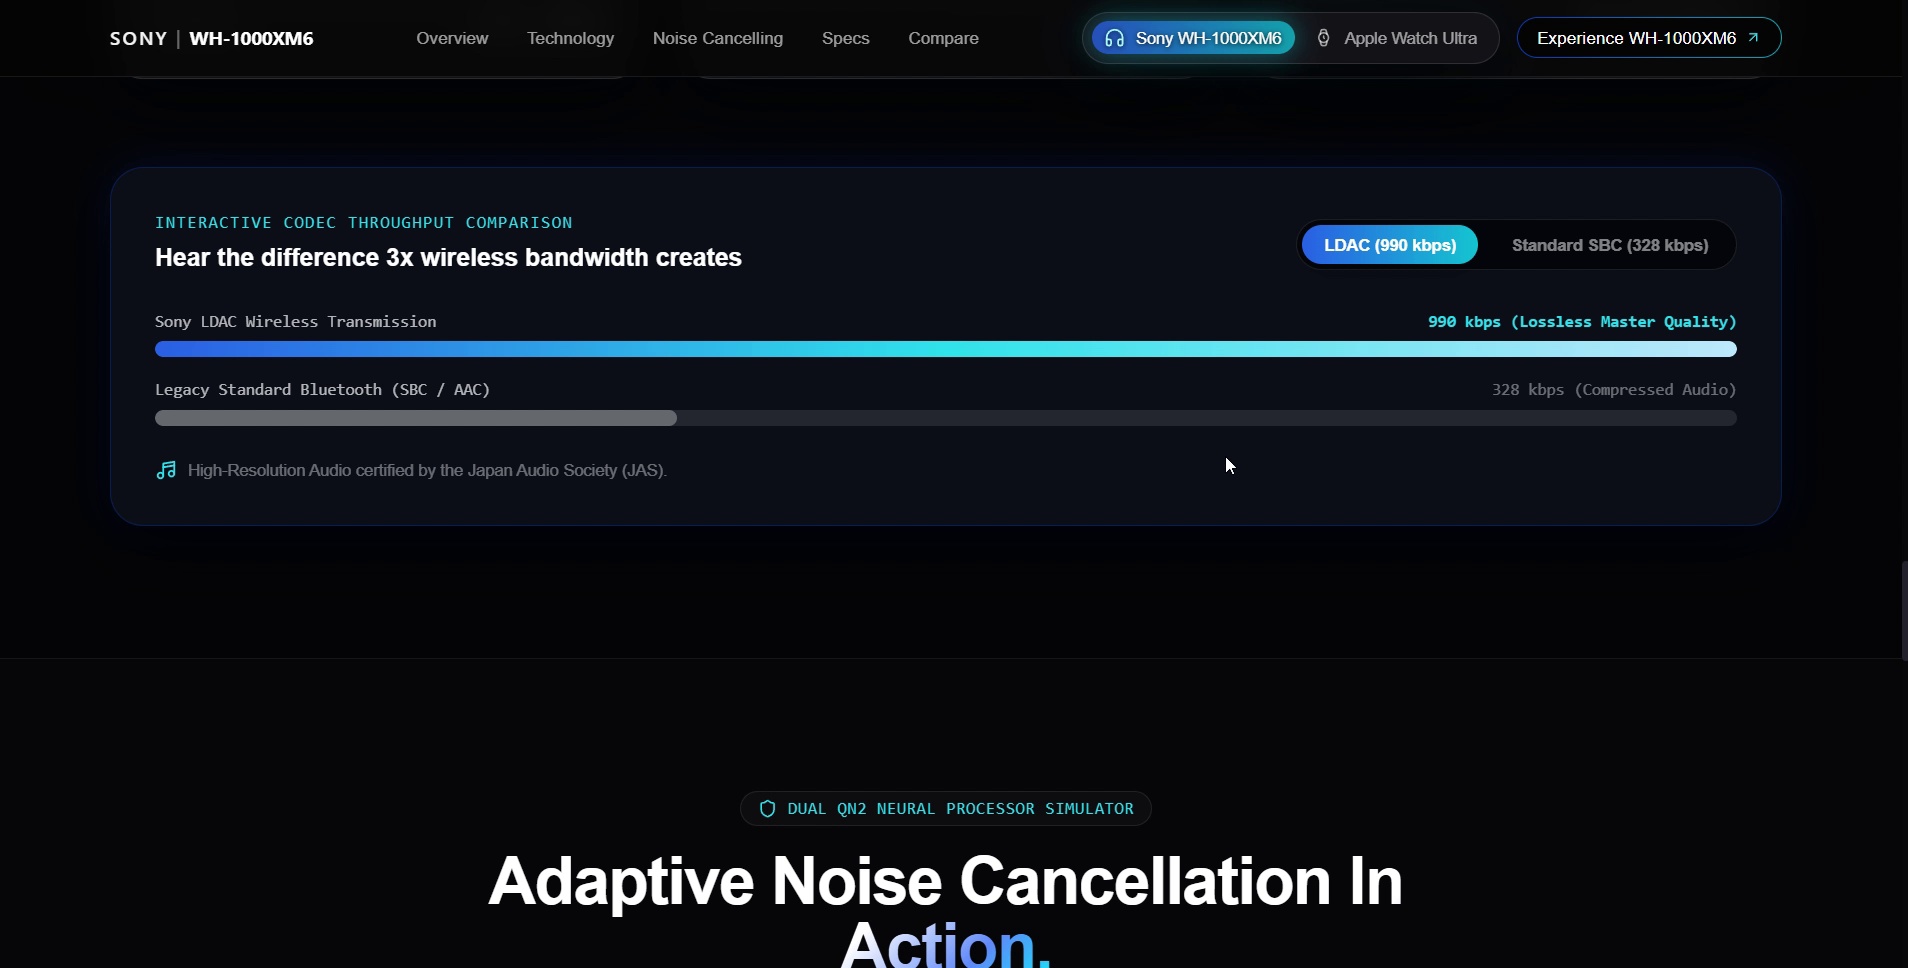 SONY | WH-1000XM6
Overview
Technology
Noise Cancelling
Specs
Compare
Sony WH-1000XM6
Apple Watch Ultra
Experience WH-1000XM6
INTERACTIVE CODEC THROUGHPUT COMPARISON
Hear the difference 3x wireless bandwidth creates
LDAC (990 kbps)
Standard SBC (328 kbps)
Sony LDAC Wireless Transmission
990 kbps (Lossless Master Quality)
Legacy Standard Bluetooth (SBC / AAC)
328 kbps (Compressed Audio)
High-Resolution Audio certified by the Japan Audio Society (JAS).
DUAL QN2 NEURAL PROCESSOR SIMULATOR
Adaptive Noise Cancellation In
Action.